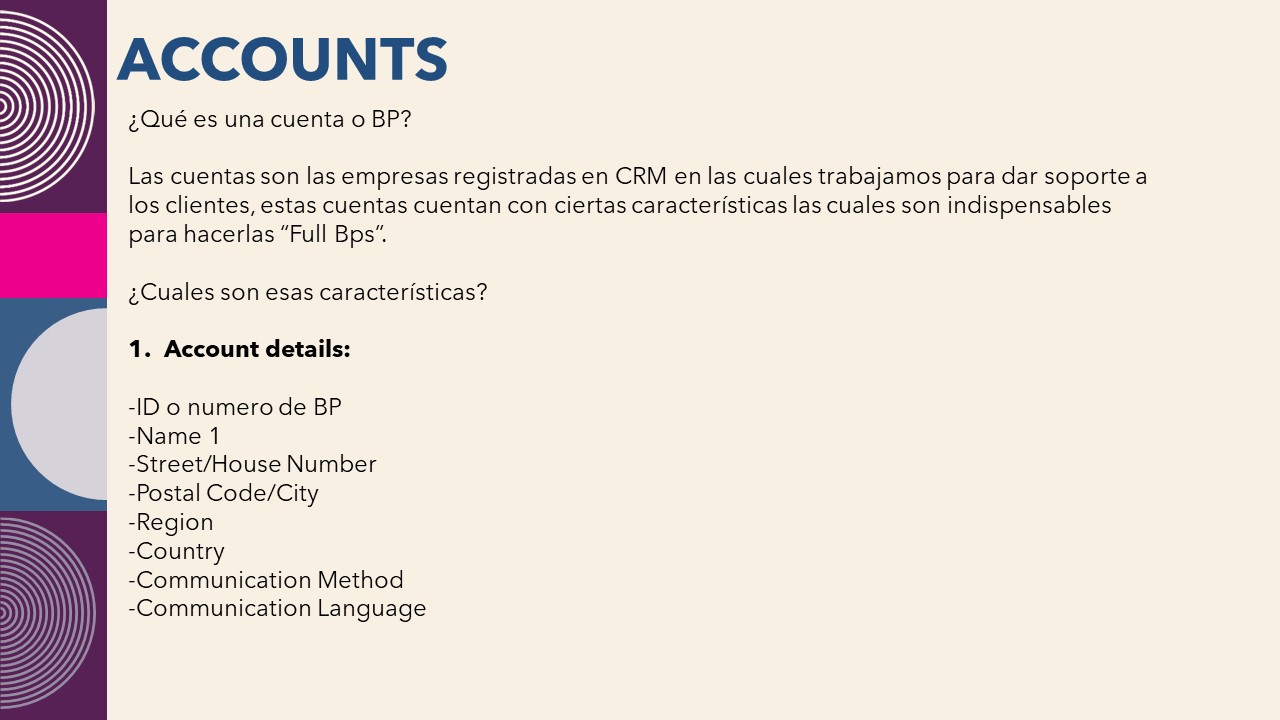 ACCOUNTS
¿Qué es una cuenta o BP?
Las cuentas son las empresas registradas en CRM en las cuales trabajamos para dar soporte a
los clientes, estas cuentas cuentan con ciertas características las cuales son indispensables
para hacerlas “Full Bps”.
¿Cuales son esas características?
1. Account details:
-ID o numero de BP
-Name 1
-Street/House Number
-Postal Code/City
-Region
-Country
-Communication Method
-Communication Language